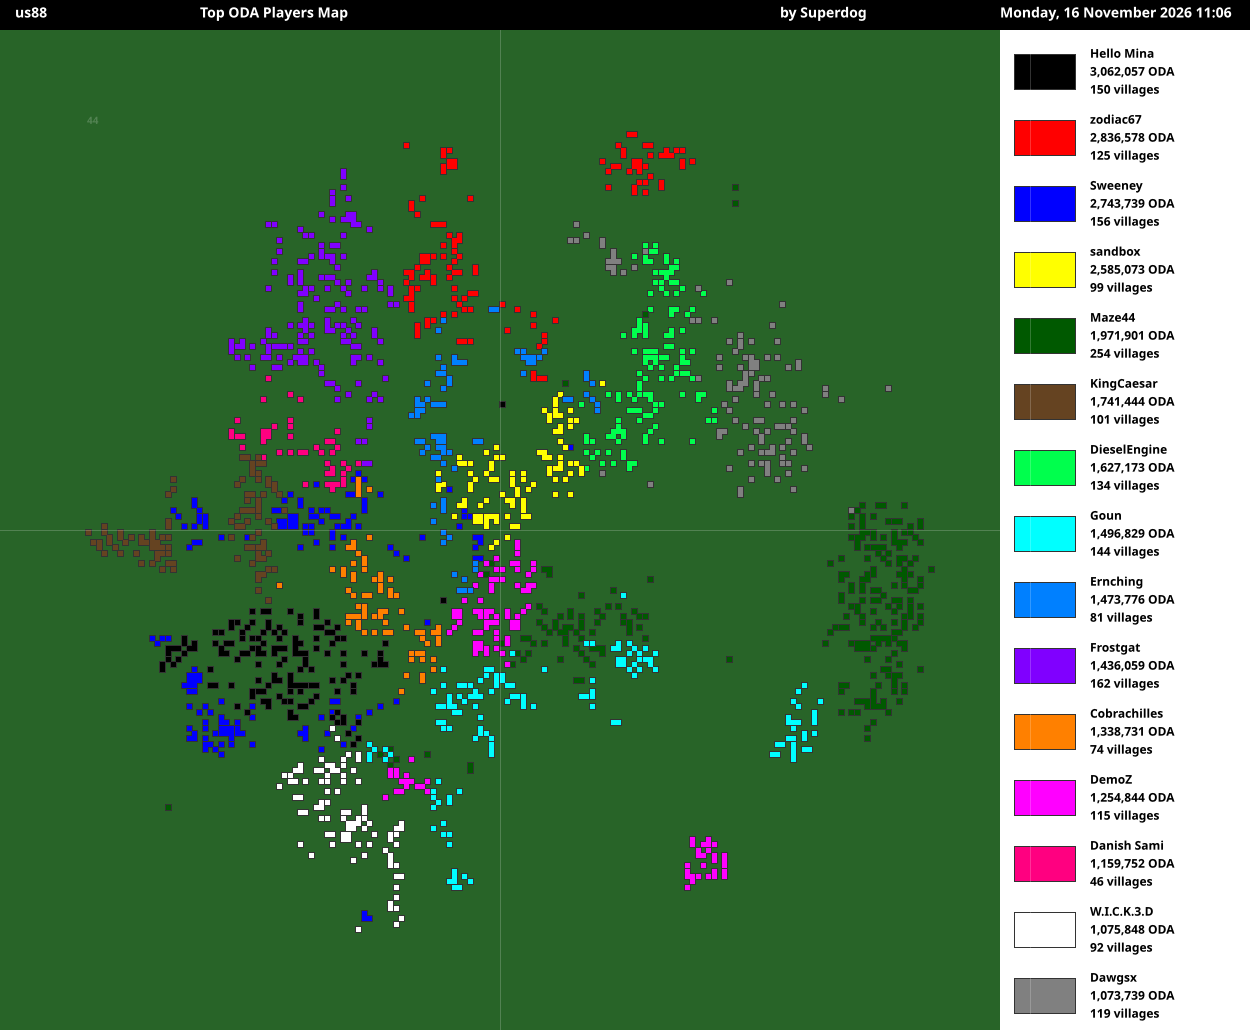 us88 Top ODA Players Map by Superdog Monday, 16 November 2026 11:06
44
Hello Mina
3,062,057 ODA
150 villages
zodiac67
2,836,578 ODA
125 villages
Sweeney
2,743,739 ODA
156 villages
sandbox
2,585,073 ODA
99 villages
Maze44
1,971,901 ODA
254 villages
KingCaesar
1,741,444 ODA
101 villages
DieselEngine
1,627,173 ODA
134 villages
Goun
1,496,829 ODA
144 villages
Ernching
1,473,776 ODA
81 villages
Frostgat
1,436,059 ODA
162 villages
Cobrachilles
1,338,731 ODA
74 villages
DemoZ
1,254,844 ODA
115 villages
Danish Sami
1,159,752 ODA
46 villages
W.I.C.K.3.D
1,075,848 ODA
92 villages
Dawgsx
1,073,739 ODA
119 villages